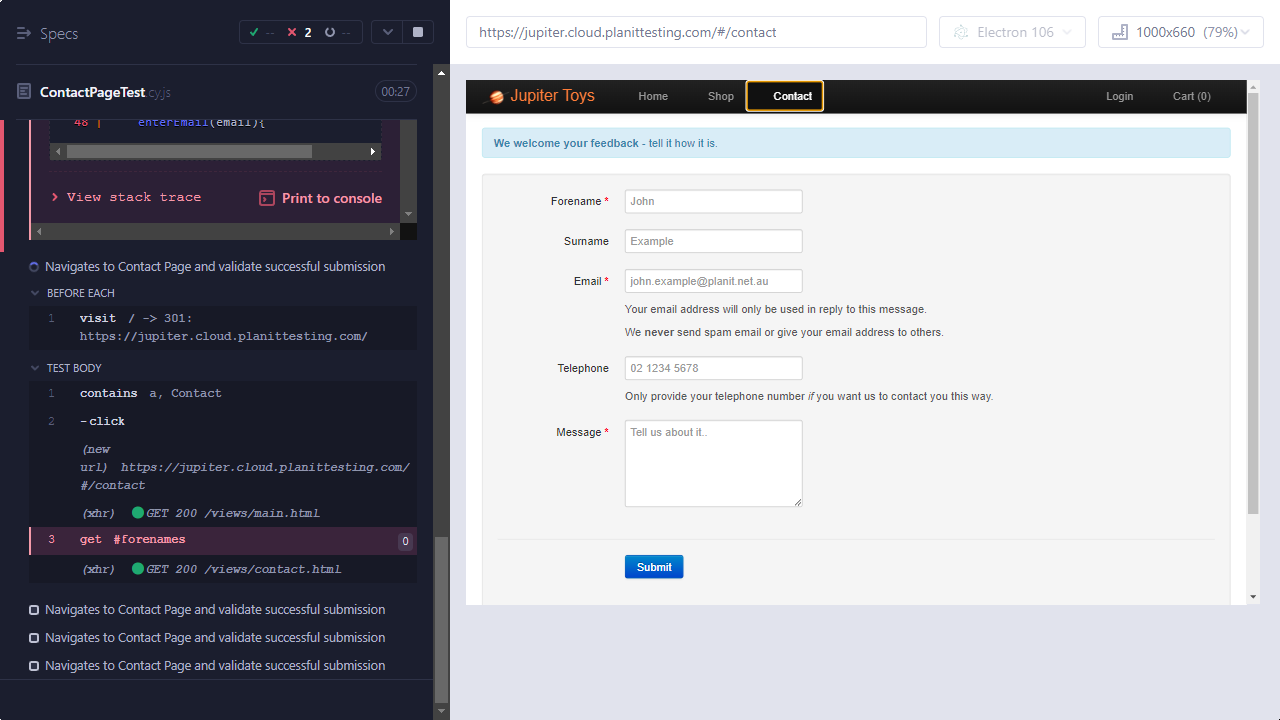 Specs
-- 2 --
ContactPageTest.cy.js
00:27
48 | enterEmail(email){
View stack trace
Print to console
Navigates to Contact Page and validate successful submission
BEFORE EACH
1 visit / -> 301:
https://jupiter.cloud.planittesting.com/
TEST BODY
1 contains a, Contact
2 -click
(new
url) https://jupiter.cloud.planittesting.com/
#/contact
(xhr) GET 200 /views/main.html
3 get #forenames 0
(xhr) GET 200 /views/contact.html
Navigates to Contact Page and validate successful submission
Navigates to Contact Page and validate successful submission
Navigates to Contact Page and validate successful submission
https://jupiter.cloud.planittesting.com/#/contact
Electron 106
1000x660 (79%)
Jupiter Toys
Home
Shop
Contact
Login
Cart (0)
We welcome your feedback - tell it how it is.
Forename * John
Surname Example
Email * john.example@planit.net.au
Your email address will only be used in reply to this message.
We never send spam email or give your email address to others.
Telephone 02 1234 5678
Only provide your telephone number if you want us to contact you this way.
Message * Tell us about it..
Submit